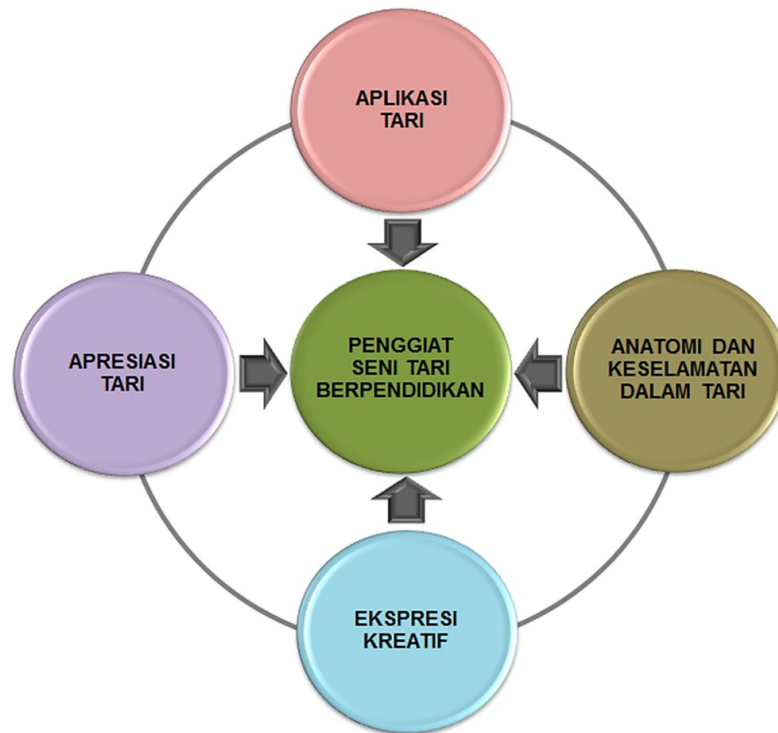 APLIKASI
TARI
APRESIASI
TARI
PENGGIAT
SENI TARI
BERPENDIDIKAN
ANATOMI DAN
KESELAMATAN
DALAM TARI
EKSPRESI
KREATIF